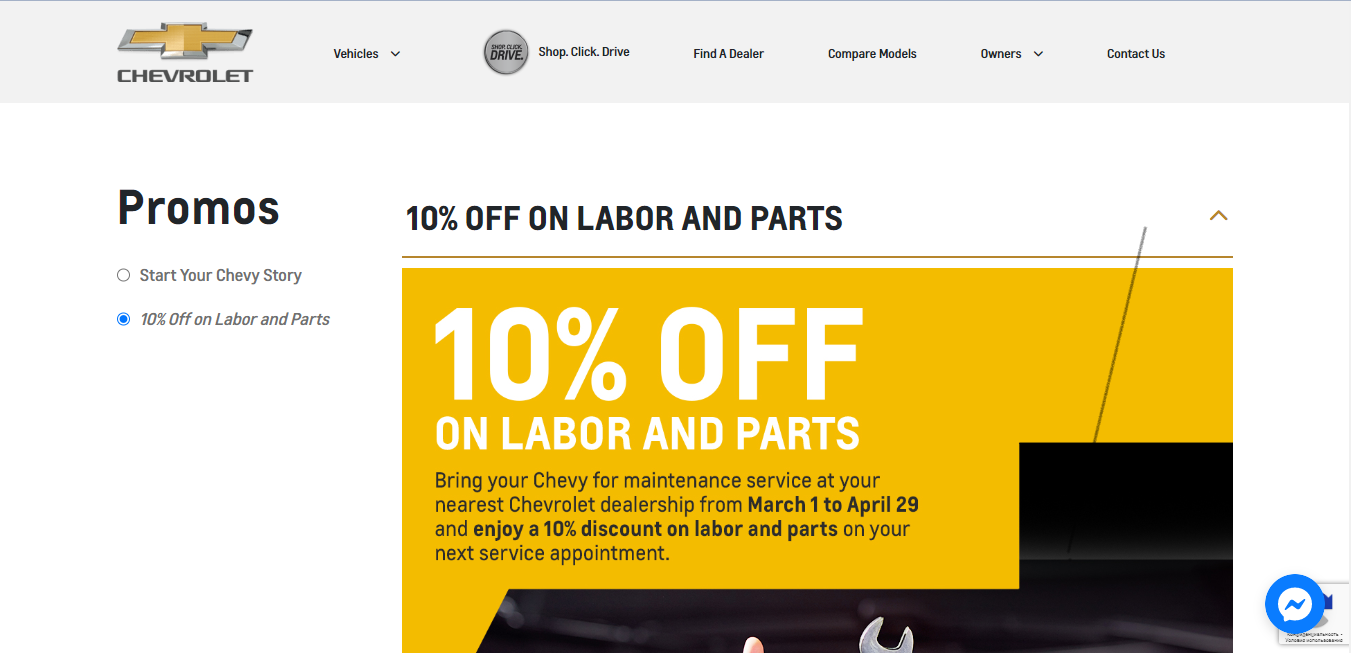 CHEVROLET
Vehicles
SHOP. CLICK.
DRIVE.
Shop. Click. Drive
Find A Dealer
Compare Models
Owners
Contact Us
Promos
Start Your Chevy Story
10% Off on Labor and Parts
10% OFF ON LABOR AND PARTS
10% OFF
ON LABOR AND PARTS
Bring your Chevy for maintenance service at your
nearest Chevrolet dealership from March 1 to April 29
and enjoy a 10% discount on labor and parts on your
next service appointment.
Конфиденциальность -
Условия использования